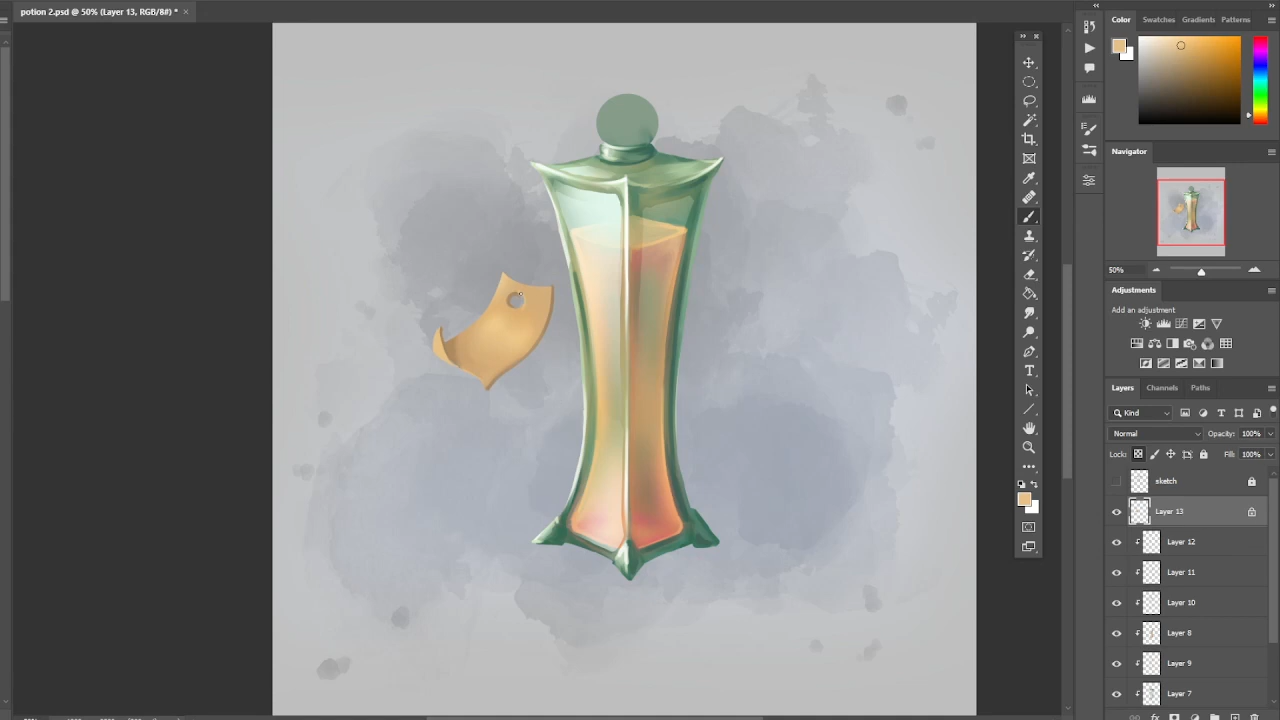 potion 2.psd @ 50% (Layer 13, RGB/8#) *
Color
Swatches
Gradients
Patterns
Navigator
50%
Adjustments
Add an adjustment
Layers
Channels
Paths
Kind
Normal
Opacity: 100%
Lock:
Fill: 100%
sketch
Layer 13
Layer 12
Layer 11
Layer 10
Layer 8
Layer 9
Layer 7